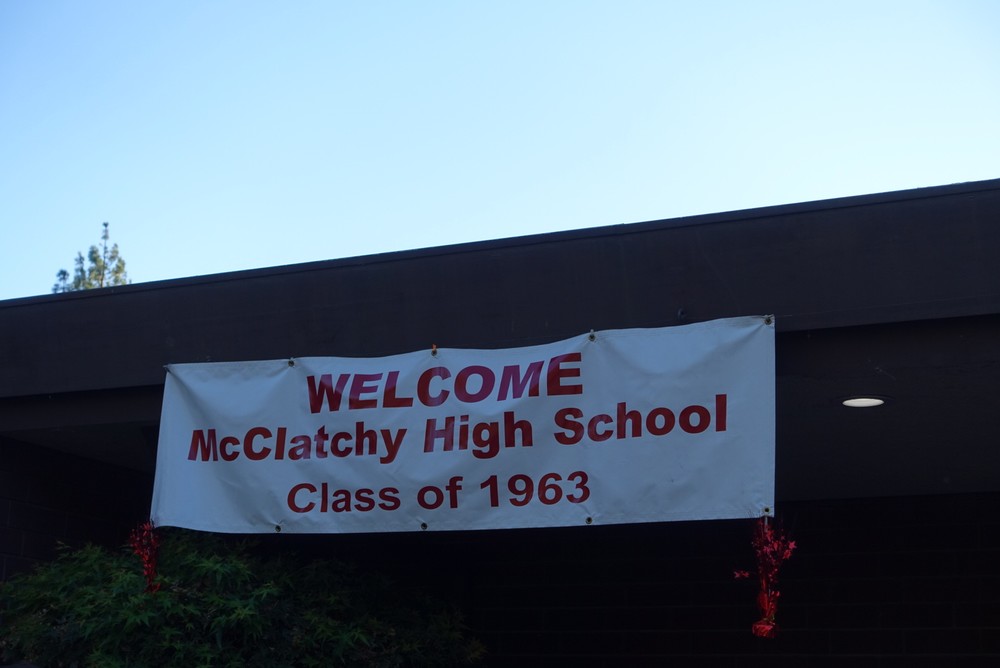 WELCOME
McClatchy High School
Class of 1963